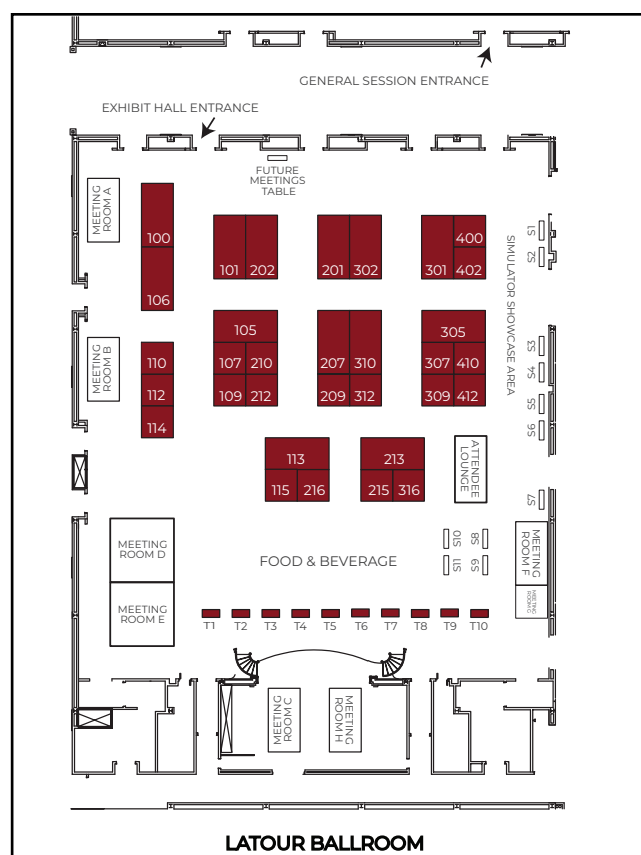 GENERAL SESSION ENTRANCE
EXHIBIT HALL ENTRANCE
FUTURE
MEETINGS
TABLE
MEETING
ROOM A
100
106
101 202
201 302
400
301 402
SIMULATOR SHOWCASE AREA
S1
S2
MEETING
ROOM B
110
112
114
105
107 210
109 212
207 310
209 312
305
307 410
309 412
S3
S4
S5
S6
113
115 216
213
215 316
ATTENDEE
LOUNGE
S7
MEETING
ROOM D
MEETING
ROOM E
FOOD & BEVERAGE
S10
S8
S11
S9
MEETING
ROOM F
MEETING
ROOM G
T1 T2 T3 T4 T5 T6 T7 T8 T9 T10
MEETING
ROOM C
MEETING
ROOM H
LATOUR BALLROOM